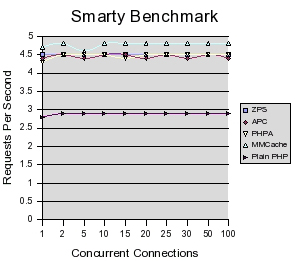 Smarty Benchmark
Requests Per Second
5
4.5
4
3.5
3
2.5
2
1.5
1
0.5
0
1 2 5 10 15 20 25 30 50 100
Concurrent Connections
ZPS
APC
PHPA
MMCache
Plain PHP